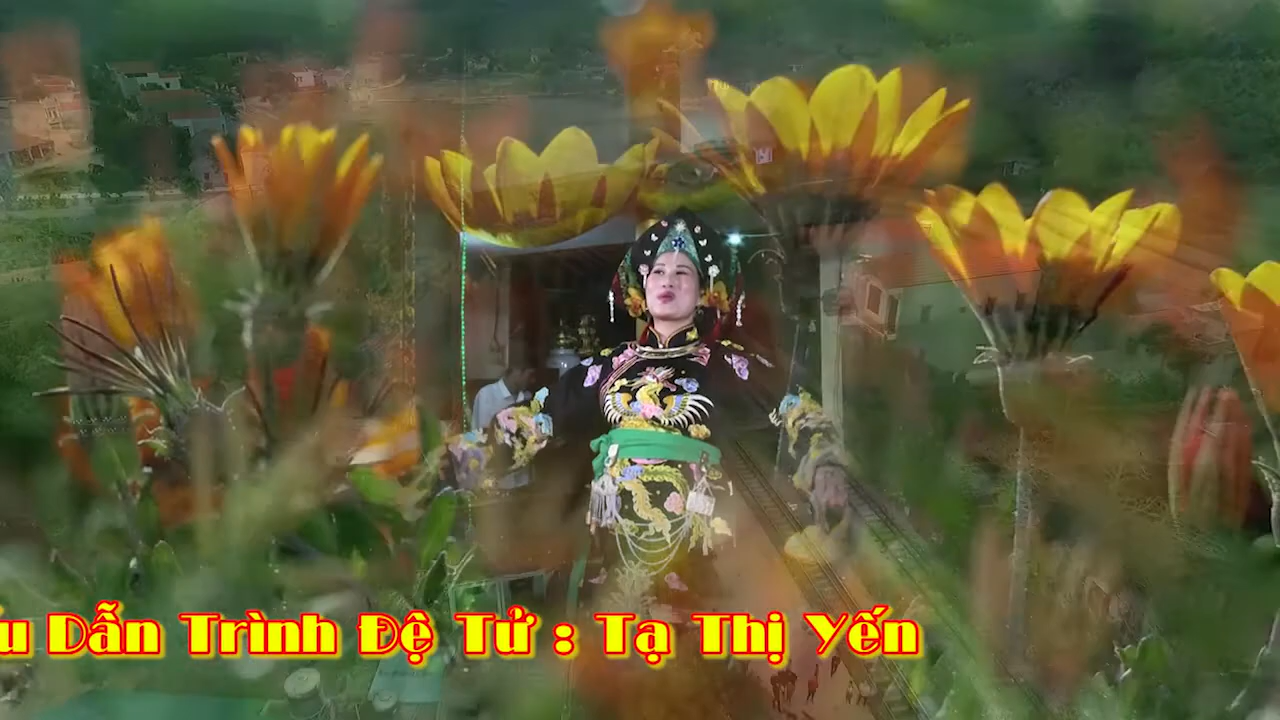 Dẫn Trình Đệ Tử : Tạ Thị Yến